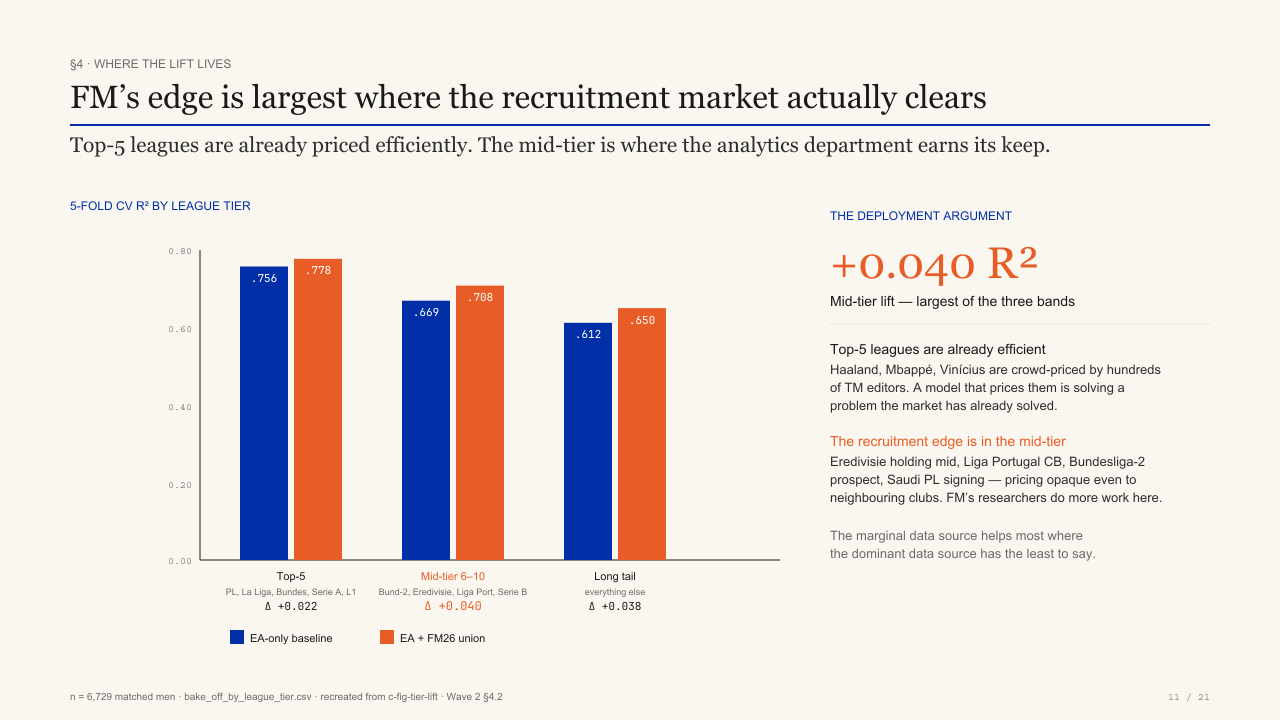 §4 · WHERE THE LIFT LIVES
FM’s edge is largest where the recruitment market actually clears
Top-5 leagues are already priced efficiently. The mid-tier is where the analytics department earns its keep.
5-FOLD CV R² BY LEAGUE TIER
0.80
0.60
0.40
0.20
0.00
.756
.778
.669
.708
.612
.650
Top-5
PL, La Liga, Bundes, Serie A, L1
Δ +0.022
Mid-tier 6–10
Bund-2, Eredivisie, Liga Port, Serie B
Δ +0.040
Long tail
everything else
Δ +0.038
EA-only baseline
EA + FM26 union
THE DEPLOYMENT ARGUMENT
+0.040 R²
Mid-tier lift — largest of the three bands
Top-5 leagues are already efficient
Haaland, Mbappé, Vinícius are crowd-priced by hundreds
of TM editors. A model that prices them is solving a
problem the market has already solved.
The recruitment edge is in the mid-tier
Eredivisie holding mid, Liga Portugal CB, Bundesliga-2
prospect, Saudi PL signing — pricing opaque even to
neighbouring clubs. FM’s researchers do more work here.
The marginal data source helps most where
the dominant data source has the least to say.
n = 6,729 matched men · bake_off_by_league_tier.csv · recreated from c-fig-tier-lift · Wave 2 §4.2
11 / 21